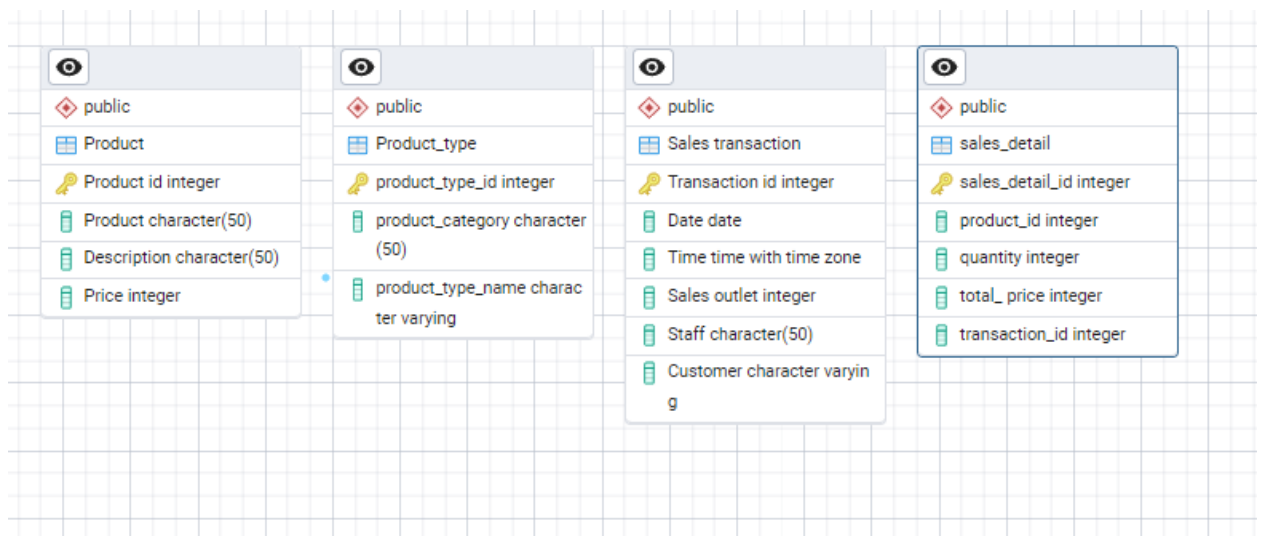 public
Product
Product id integer
Product character(50)
Description character(50)
Price integer
public
Product_type
product_type_id integer
product_category character
(50)
product_type_name charac
ter varying
public
Sales transaction
Transaction id integer
Date date
Time time with time zone
Sales outlet integer
Staff character(50)
Customer character varyin
g
public
sales_detail
sales_detail_id integer
product_id integer
quantity integer
total_ price integer
transaction_id integer